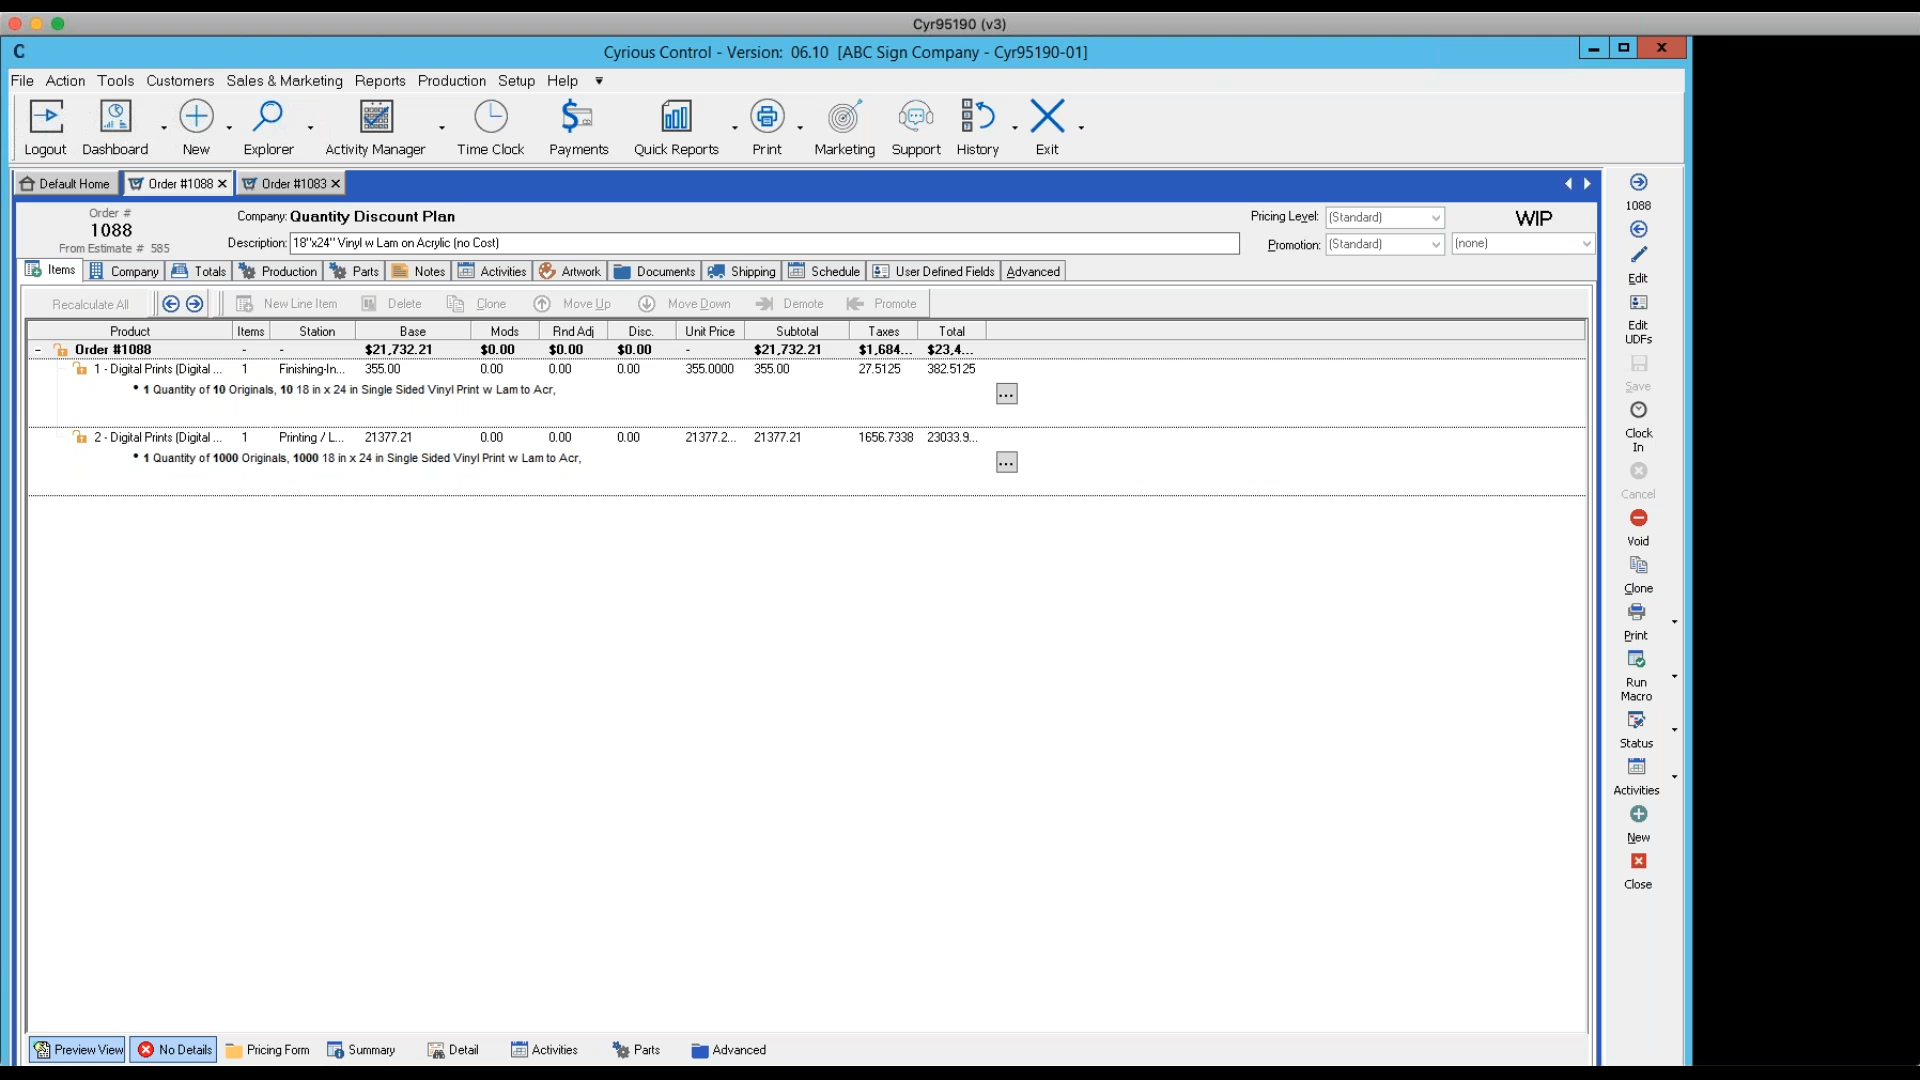 Cyr95190 (v3)
C Cyrious Control - Version: 06.10 [ABC Sign Company - Cyr95190-01]
File Action Tools Customers Sales & Marketing Reports Production Setup Help
Logout Dashboard New Explorer Activity Manager Time Clock Payments Quick Reports Print Marketing Support History Exit
Default Home Order #1088 Order #1083
Order # Company: Quantity Discount Plan Pricing Level: (Standard) WIP
1088
From Estimate # 585 Description: 18"x24" Vinyl w Lam on Acrylic (no Cost) Promotion: (Standard) (none)
Items Company Totals Production Parts Notes Activities Artwork Documents Shipping Schedule User Defined Fields Advanced
Recalculate All New Line Item Delete Clone Move Up Move Down Demote Promote
Product Items Station Base Mods Rnd Adj Disc. Unit Price Subtotal Taxes Total
- Order #1088 - - $21,732.21 $0.00 $0.00 $0.00 - $21,732.21 $1,684... $23,4...
1 - Digital Prints (Digital ... 1 Finishing-In... 355.00 0.00 0.00 0.00 355.0000 355.00 27.5125 382.5125
* 1 Quantity of 10 Originals, 10 18 in x 24 in Single Sided Vinyl Print w Lam to Acr, ...
2 - Digital Prints (Digital ... 1 Printing / L... 21377.21 0.00 0.00 0.00 21377.2... 21377.21 1656.7338 23033.9...
* 1 Quantity of 1000 Originals, 1000 18 in x 24 in Single Sided Vinyl Print w Lam to Acr, ...
Preview View No Details Pricing Form Summary Detail Activities Parts Advanced
1088
Edit
Edit
UDFs
Save
Clock
In
Cancel
Void
Clone
Print
Run
Macro
Status
Activities
New
Close